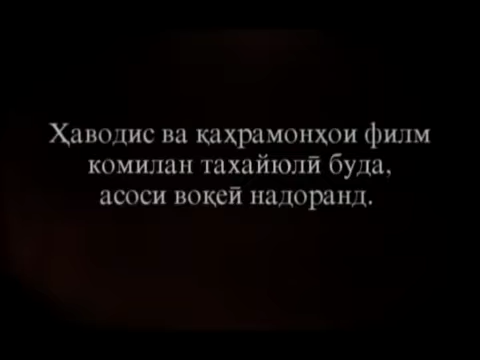 Ҳаводис ва қаҳрамонҳои филм
комилан тахайюлӣ буда,
асоси воқеӣ надоранд.